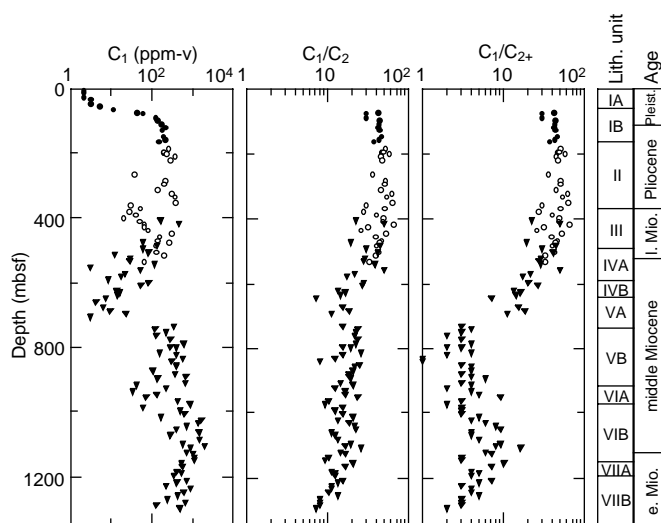 C₁ (ppm-v)
C₁/C₂
C₁/C₂₊
Lith. unit
Age
1 10² 10⁴
1 10 10²
1 10 10²
Depth (mbsf)
0
400
800
1200
IA
IB
II
III
IVA
IVB
VA
VB
VIA
VIB
VIIA
VIIB
Pleist.
Pliocene
l. Mio.
middle Miocene
e. Mio.